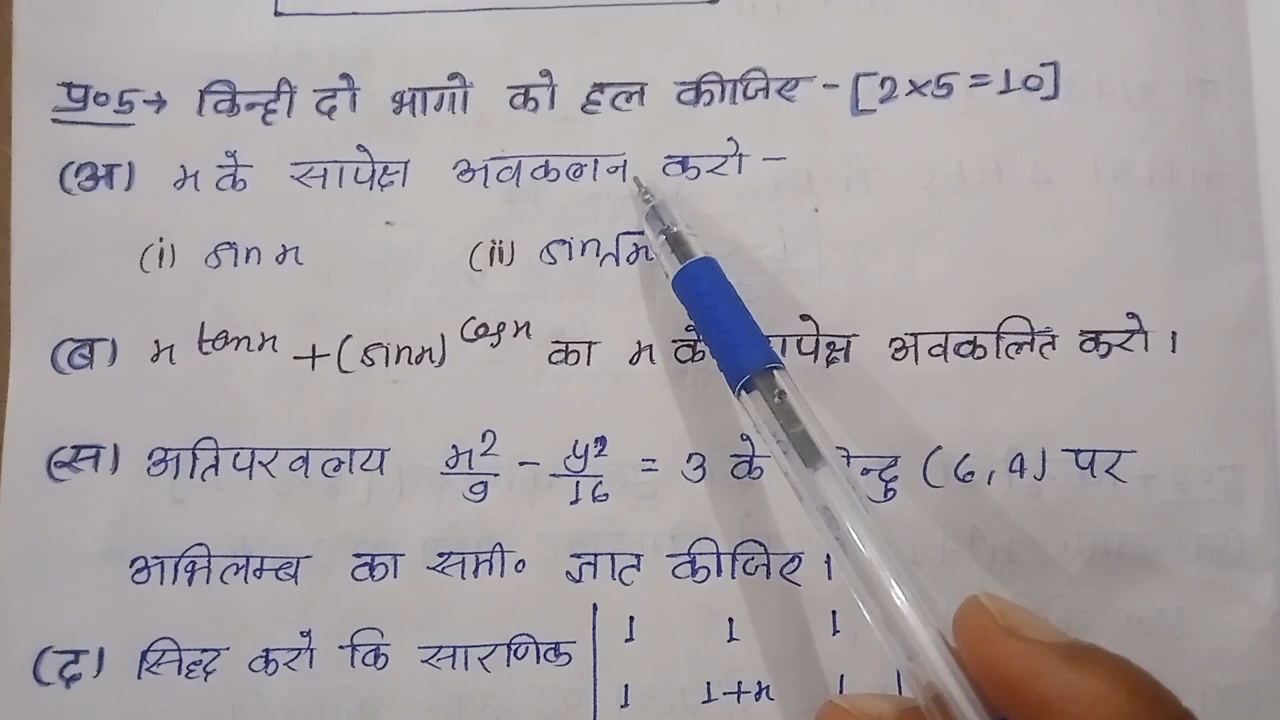 प्र०5→ किन्ही दो भागो को हल कीजिए - [2×5=10]
(अ) x के सापेक्ष अवकलन करो -
(i) sin x (ii) sin√x
(ब) x^tanx + (sinx)^cosx का x के अवकलित करो।
(स) अतिपरवलय x²/9 - y²/16 = 3 के (6,4) पर
अभिलम्ब का समी० ज्ञात कीजिए।
(द) सिद्ध करो कि सारणिक | 1 1 1
1 1+x 1